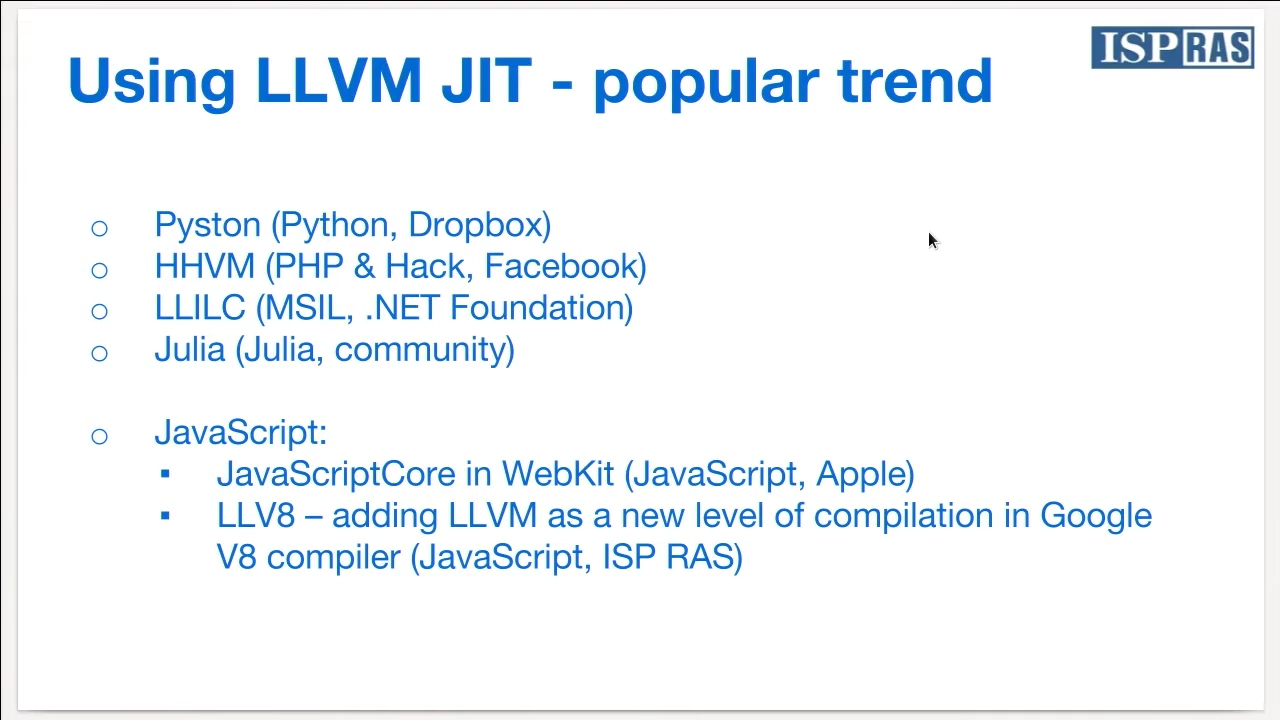 ISPRAS
Using LLVM JIT - popular trend
o Pyston (Python, Dropbox)
o HHVM (PHP & Hack, Facebook)
o LLILC (MSIL, .NET Foundation)
o Julia (Julia, community)
o JavaScript:
▪ JavaScriptCore in WebKit (JavaScript, Apple)
▪ LLV8 – adding LLVM as a new level of compilation in Google
V8 compiler (JavaScript, ISP RAS)